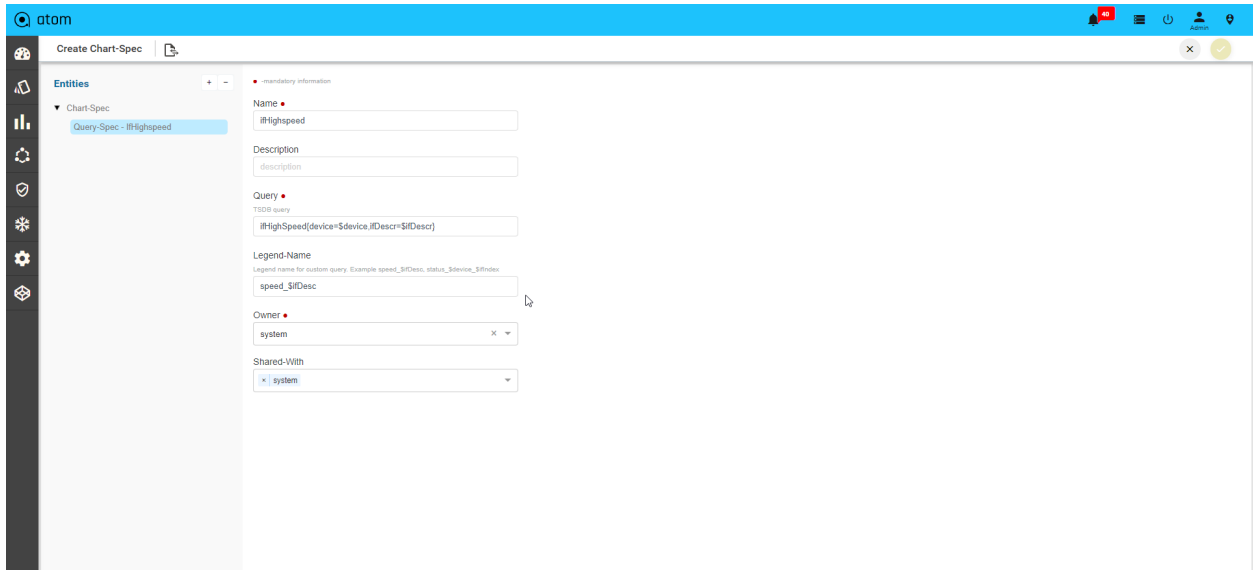 atom
40
Admin
Create Chart-Spec
Entities
+ -
Chart-Spec
Query-Spec - IfHighspeed
-mandatory information
Name
ifHighspeed
Description
description
Query
TSDB query
ifHighSpeed{device=$device,ifDescr=$ifDescr}
Legend-Name
Legend name for custom query. Example speed_$ifDesc, status_$device_$ifIndex
speed_$ifDesc
Owner
system
Shared-With
× system